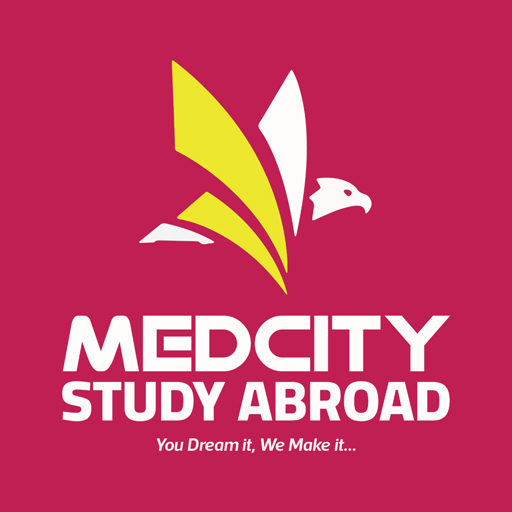 MEDCITY
STUDY ABROAD
You Dream it, We Make it...